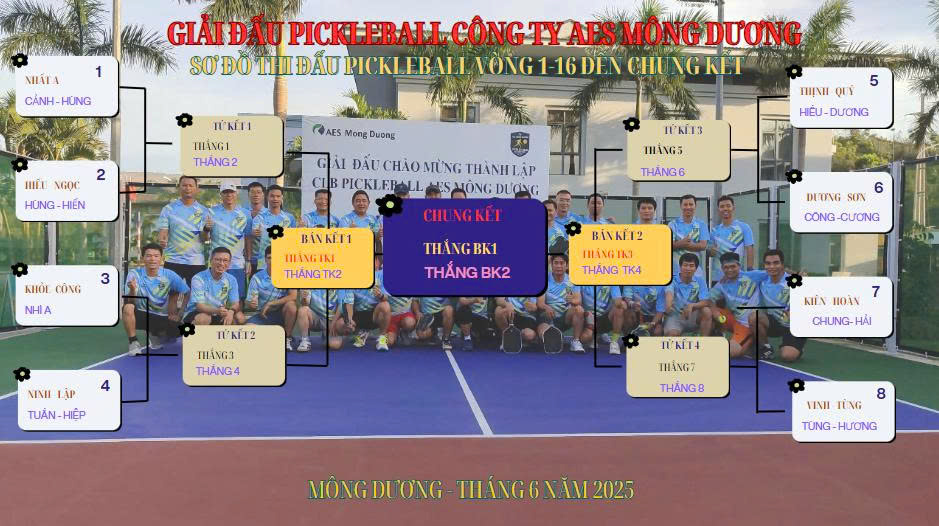 GIẢI ĐẤU PICKLEBALL CÔNG TY AES MÔNG DƯƠNG
SƠ ĐỒ THI ĐẤU PICKLEBALL VÒNG 1-16 ĐẾN CHUNG KẾT
1
NHẤT A
CẢNH - HÙNG
2
HIẾU NGỌC
HÙNG - HIẾN
3
KHỎE CÔNG
NHÌ A
4
NINH LẬP
TUẤN - HIỆP
TỨ KẾT 1
THẮNG 1
THẮNG 2
TỨ KẾT 2
THẮNG 3
THẮNG 4
BÁN KẾT 1
THẮNG TK1
THẮNG TK2
AES Mong Duong
GIẢI ĐẤU CHÀO MỪNG THÀNH LẬP
CLB PICKLEBALL AES MÔNG DƯƠNG
CHUNG KẾT
THẮNG BK1
THẮNG BK2
BÁN KẾT 2
THẮNG TK3
THẮNG TK4
TỨ KẾT 3
THẮNG 5
THẮNG 6
TỨ KẾT 4
THẮNG 7
THẮNG 8
5
THỊNH QUÝ
HIẾU - DƯƠNG
6
DƯƠNG SƠN
CÔNG -CƯƠNG
7
KIÊN HOÀN
CHUNG- HẢI
8
VINH TÙNG
TÙNG - HƯƠNG
MÔNG DƯƠNG - THÁNG 6 NĂM 2025